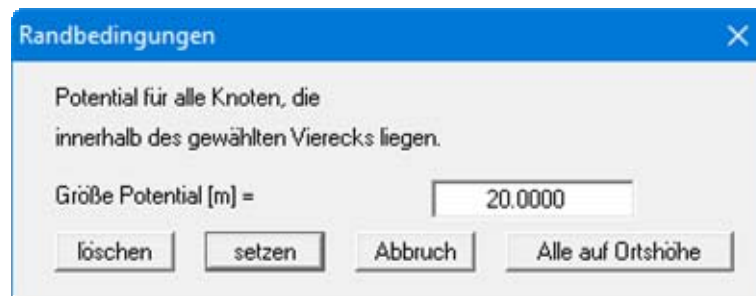 Randbedingungen
Potential für alle Knoten, die
innerhalb des gewählten Vierecks liegen.
Größe Potential [m] = 20.0000
löschen setzen Abbruch Alle auf Ortshöhe